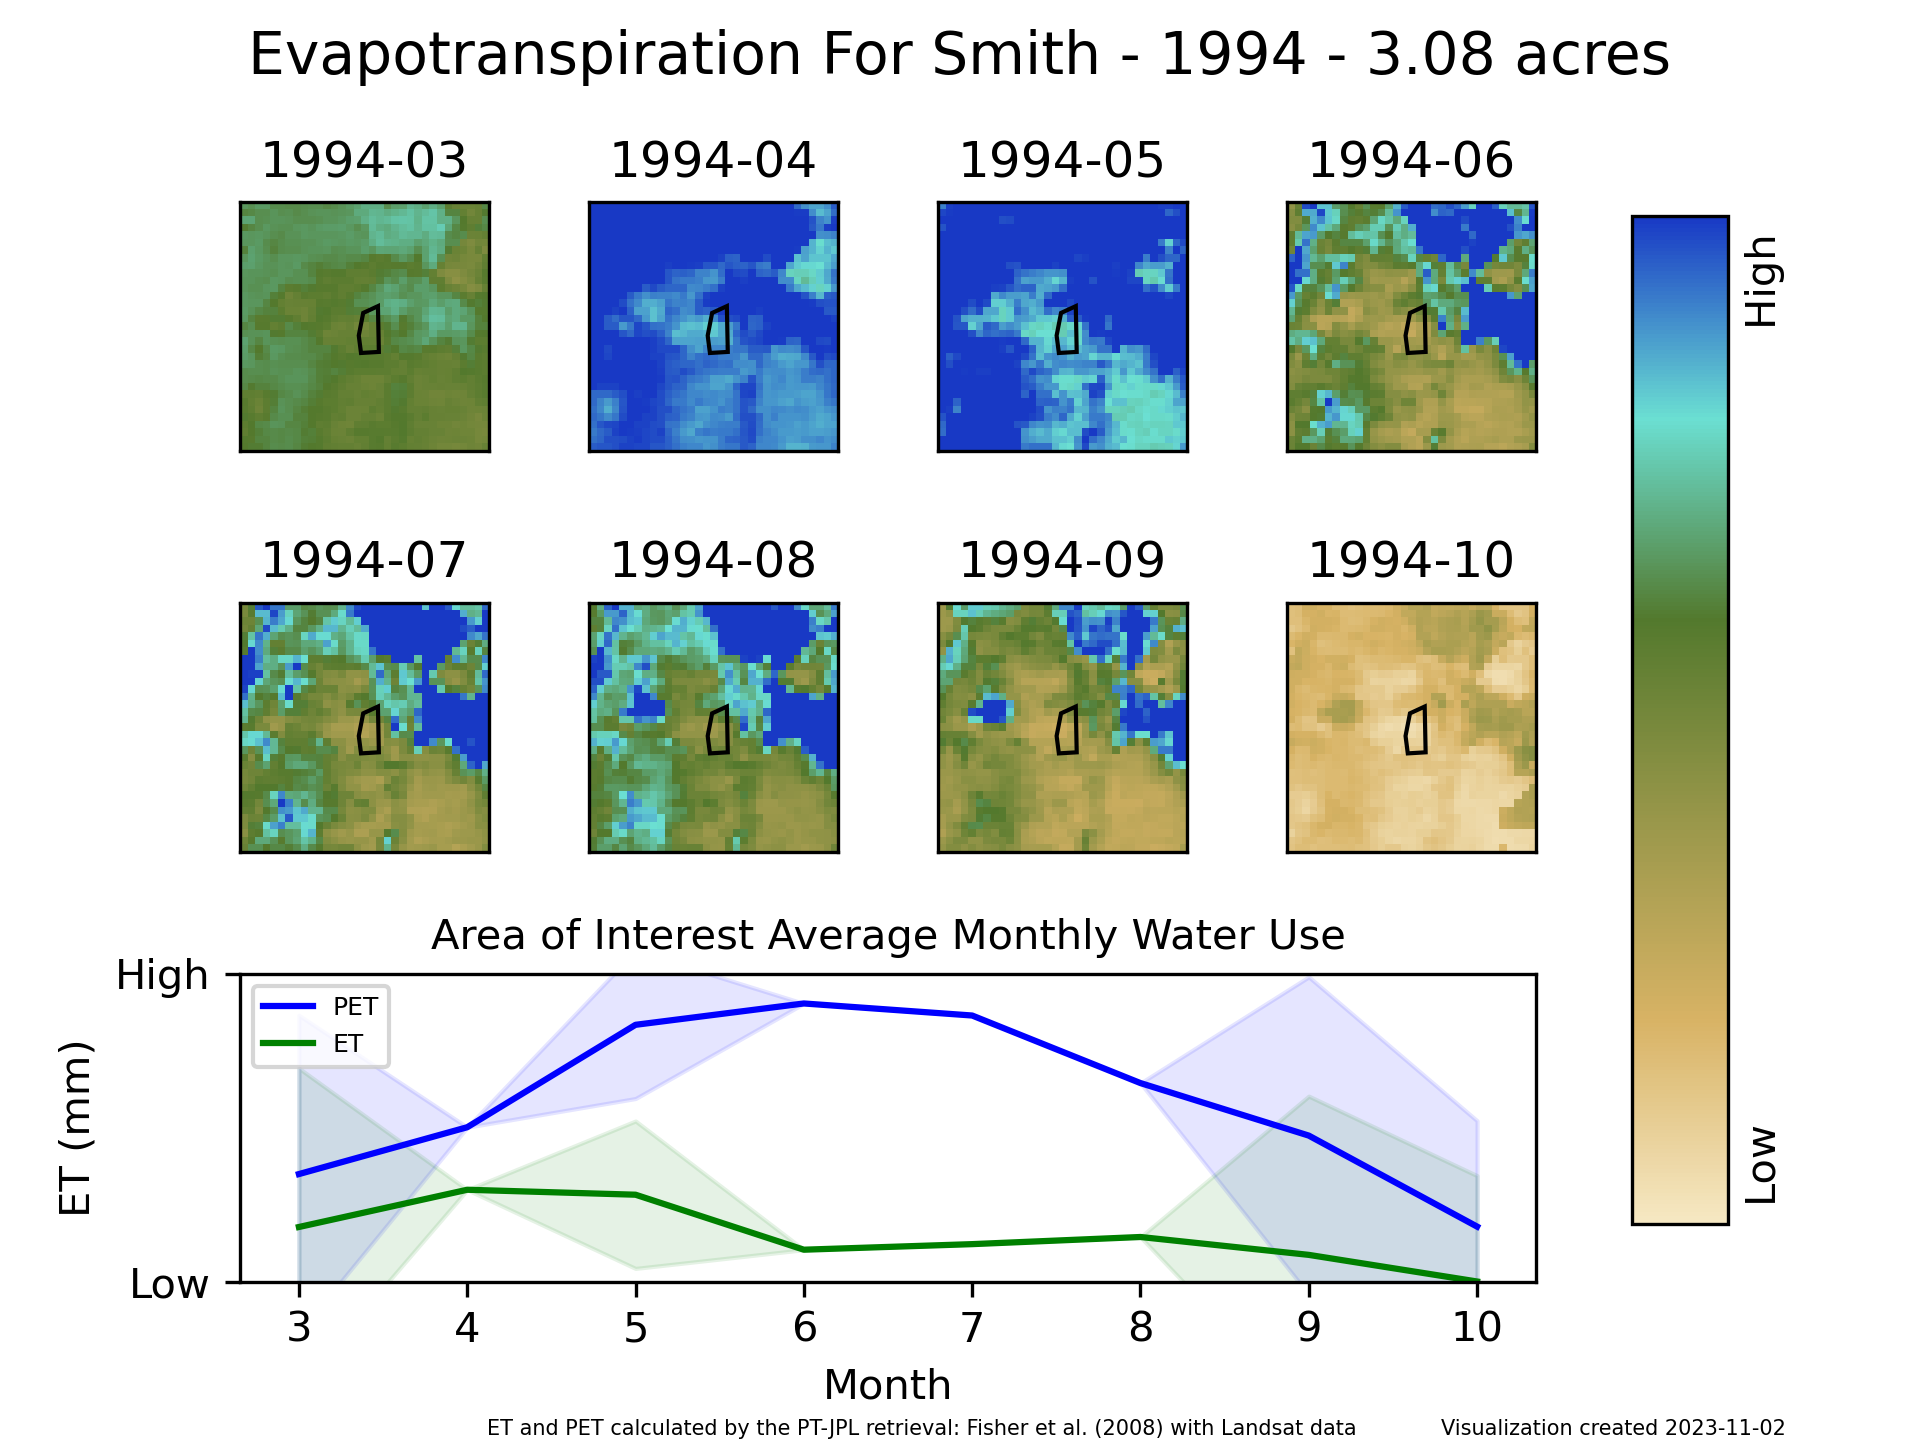 Evapotranspiration For Smith - 1994 - 3.08 acres
1994-03 1994-04 1994-05 1994-06
High
1994-07 1994-08 1994-09 1994-10
Low
Area of Interest Average Monthly Water Use
High
PET
ET
ET (mm)
Low
3 4 5 6 7 8 9 10
Month
ET and PET calculated by the PT-JPL retrieval: Fisher et al. (2008) with Landsat data
Visualization created 2023-11-02